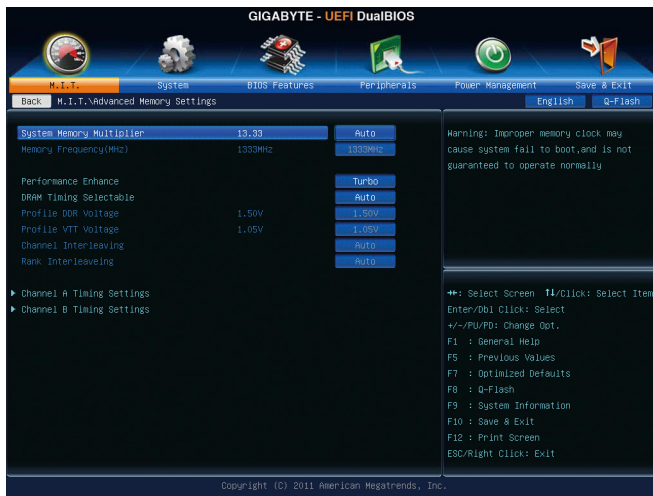 GIGABYTE - UEFI DualBIOS
M.I.T. System BIOS Features Peripherals Power Management Save & Exit
Back M.I.T.\Advanced Memory Settings English Q-Flash
System Memory Multiplier 13.33 Auto
Memory Frequency(MHz) 1333MHz 1333MHz
Performance Enhance Turbo
DRAM Timing Selectable Auto
Profile DDR Voltage 1.50V 1.50V
Profile VTT Voltage 1.05V 1.05V
Channel Interleaving Auto
Rank Interleaveing Auto
Channel A Timing Settings
Channel B Timing Settings
Warning: Improper memory clock may
cause system fail to boot,and is not
guaranteed to operate normally
→←: Select Screen ↑↓/Click: Select Item
Enter/Dbl Click: Select
+/-/PU/PD: Change Opt.
F1 : General Help
F5 : Previous Values
F7 : Optimized Defaults
F8 : Q-Flash
F9 : System Information
F10 : Save & Exit
F12 : Print Screen
ESC/Right Click: Exit
Copyright (C) 2011 American Megatrends, Inc.